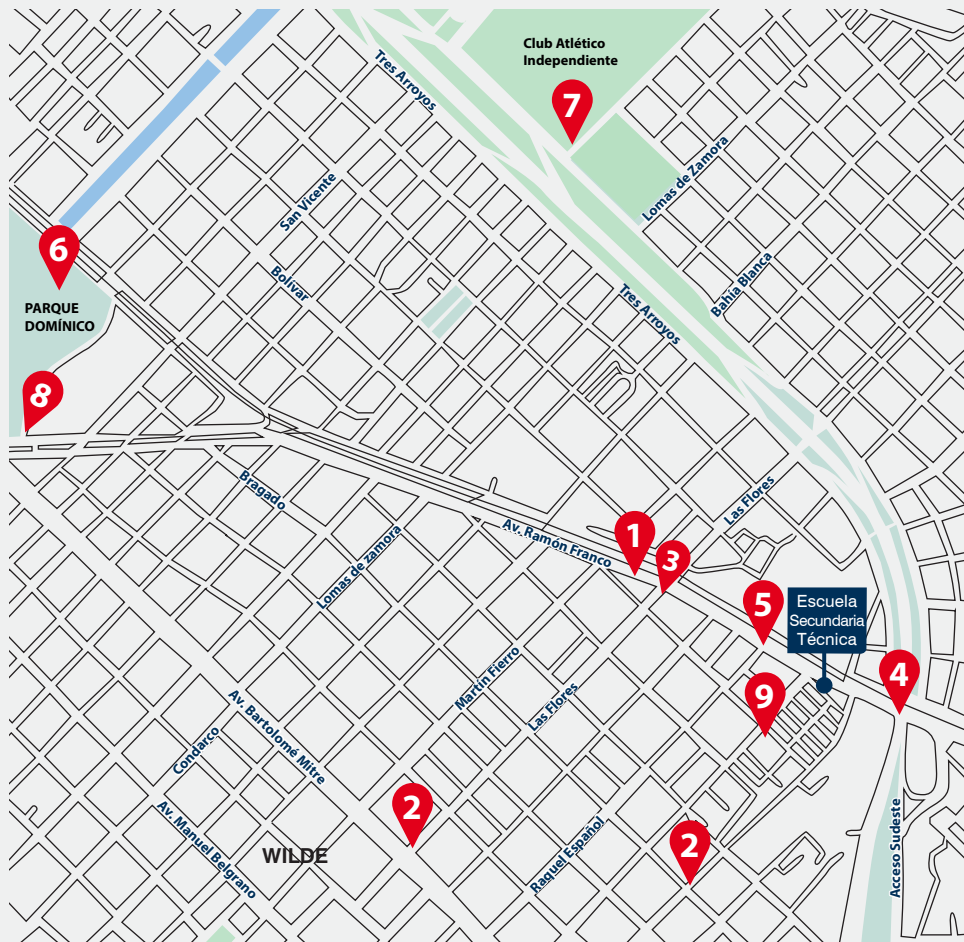 Club Atlético
Independiente
7
Tres Arroyos
Lomas de Zamora
San Vicente
6
Bolivar
Bahía Blanca
Tres Arroyos
PARQUE
DOMÍNICO
8
Bragado
Las Flores
Av. Ramón Franco
1
3
Lomas de zamora
5
Escuela
Secundaria
Técnica
Martín Fierro
4
9
Las Flores
Av. Bartolomé Mitre
Condarco
2
Av. Manuel Belgrano
WILDE
Raquel Español
2
Acceso Sudeste